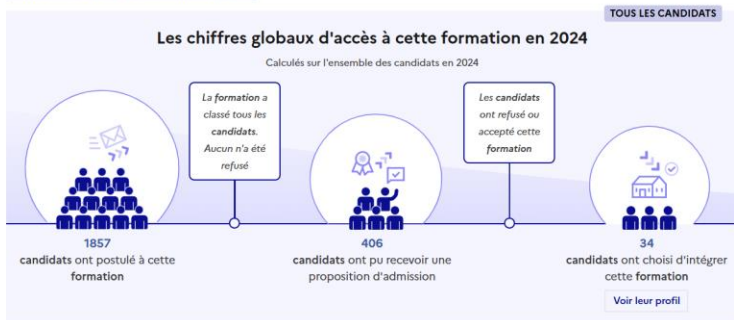 TOUS LES CANDIDATS
Les chiffres globaux d'accès à cette formation en 2024
Calculés sur l'ensemble des candidats en 2024
La formation a
classé tous les
candidats.
Aucun n'a été
refusé
Les candidats
ont refusé ou
accepté cette
formation
1857
candidats ont postulé à cette
formation
406
candidats ont pu recevoir une
proposition d'admission
34
candidats ont choisi d'intégrer
cette formation
Voir leur profil